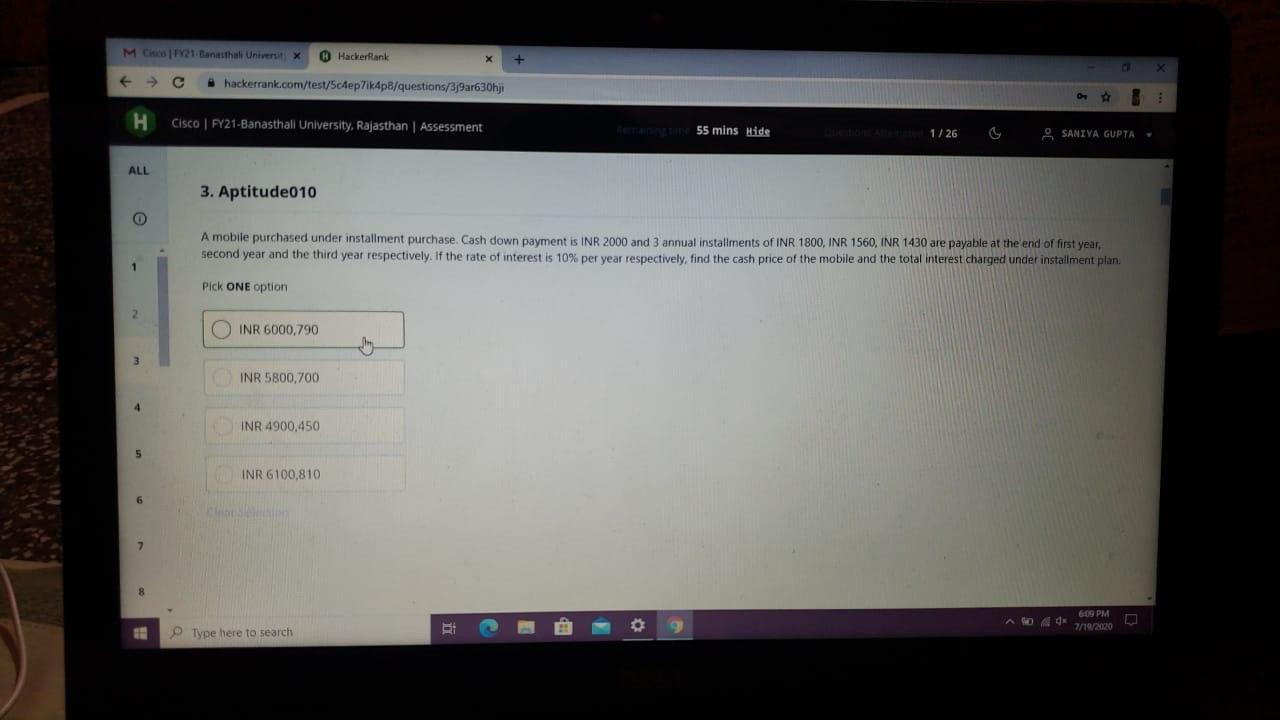 Cisco | FY21-Banasthali Universit
HackerRank
hackerrank.com/test/5c4ep7ik4p8/questions/3j9ar630hji
H
Cisco | FY21-Banasthali University, Rajasthan | Assessment
Remaining time 55 mins Hide
Questions Attempted 1 / 26
SANIYA GUPTA
ALL
3. Aptitude010
A mobile purchased under installment purchase. Cash down payment is INR 2000 and 3 annual installments of INR 1800, INR 1560, INR 1430 are payable at the end of first year,
second year and the third year respectively. If the rate of interest is 10% per year respectively, find the cash price of the mobile and the total interest charged under installment plan.
Pick ONE option
INR 6000,790
INR 5800,700
INR 4900,450
INR 6100,810
Clear Selection
1
2
3
4
5
6
7
8
Type here to search
6:09 PM
7/19/2020
DELL